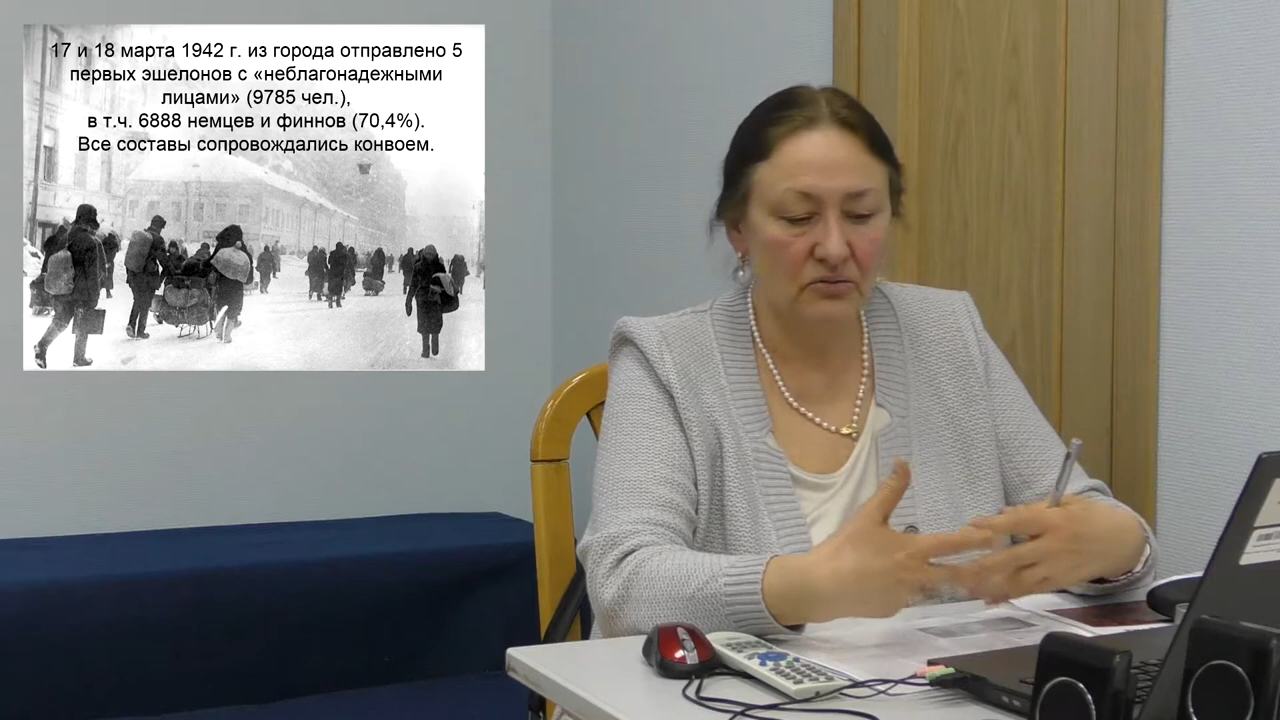 17 и 18 марта 1942 г. из города отправлено 5
первых эшелонов с «неблагонадежными
лицами» (9785 чел.),
в т.ч. 6888 немцев и финнов (70,4%).
Все составы сопровождались конвоем.